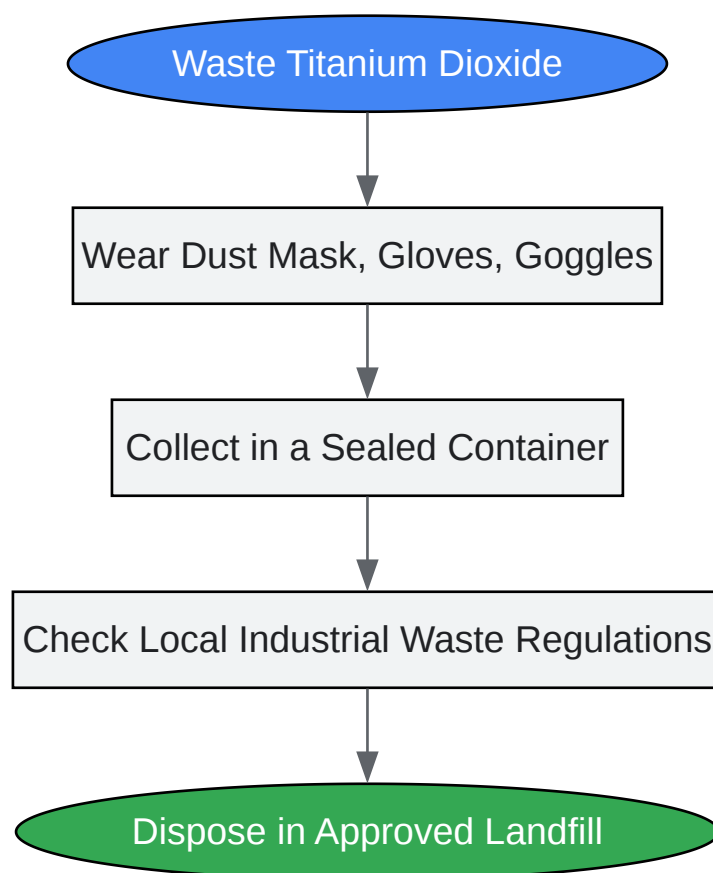 Waste Titanium Dioxide
Wear Dust Mask, Gloves, Goggles
Collect in a Sealed Container
Check Local Industrial Waste Regulations
Dispose in Approved Landfill